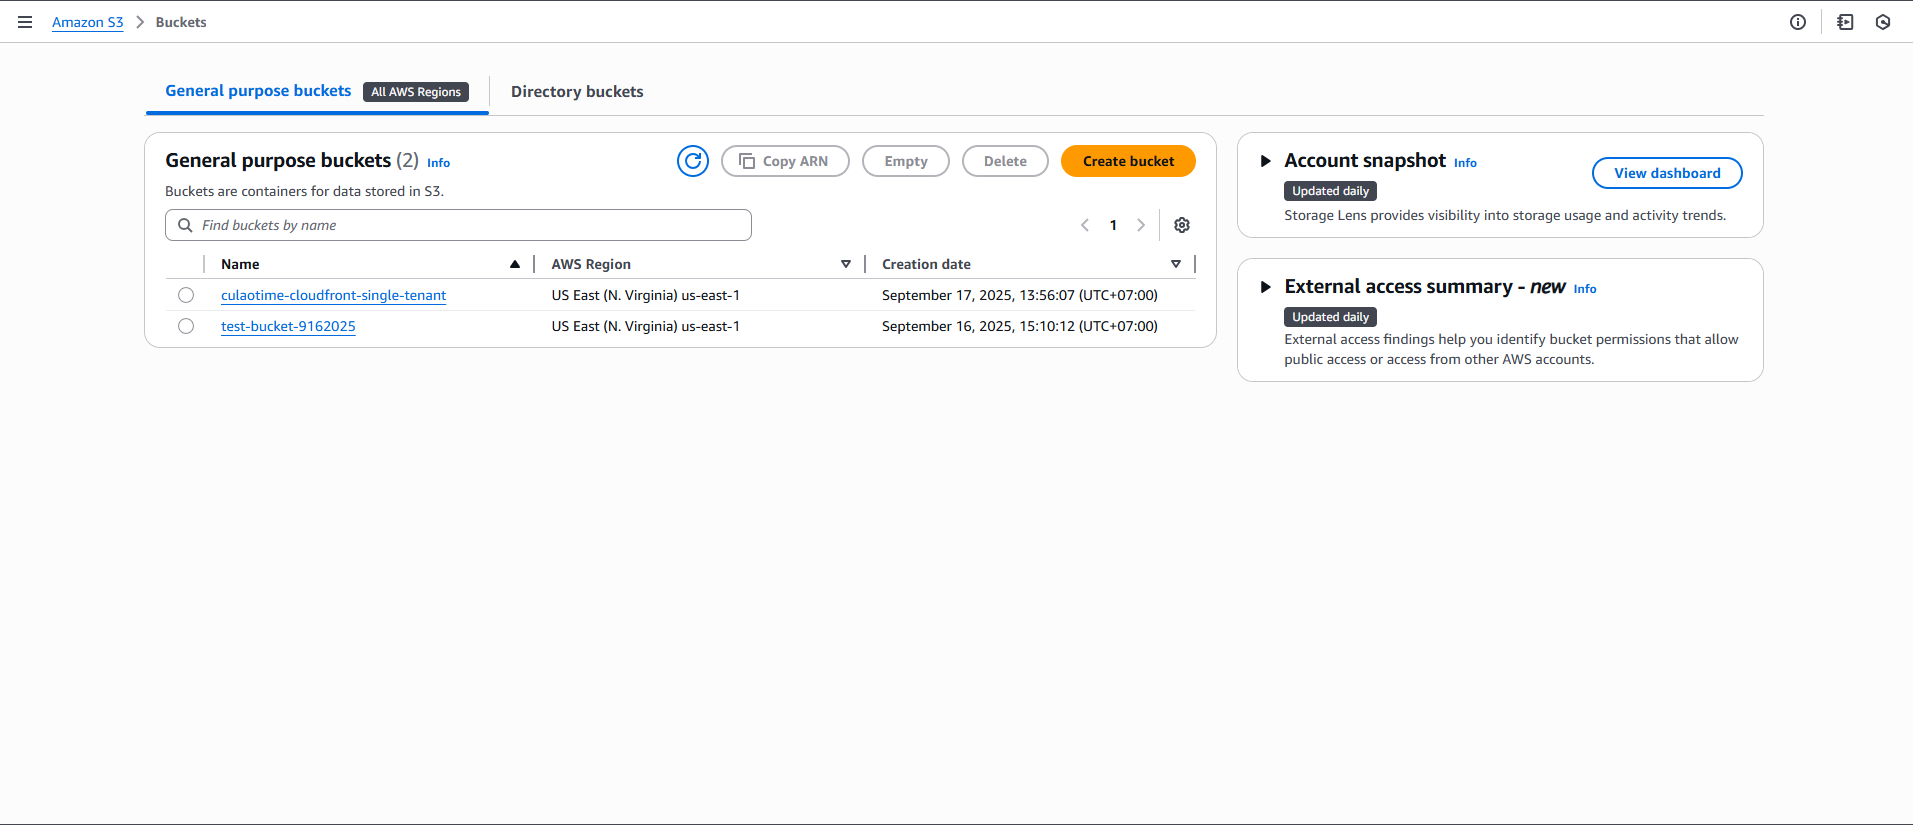 Amazon S3 > Buckets
General purpose buckets All AWS Regions Directory buckets
General purpose buckets (2) Info
Copy ARN Empty Delete Create bucket
Buckets are containers for data stored in S3.
Find buckets by name
1
Name AWS Region Creation date
culaotime-cloudfront-single-tenant US East (N. Virginia) us-east-1 September 17, 2025, 13:56:07 (UTC+07:00)
test-bucket-9162025 US East (N. Virginia) us-east-1 September 16, 2025, 15:10:12 (UTC+07:00)
Account snapshot Info
Updated daily
View dashboard
Storage Lens provides visibility into storage usage and activity trends.
External access summary - new Info
Updated daily
External access findings help you identify bucket permissions that allow
public access or access from other AWS accounts.